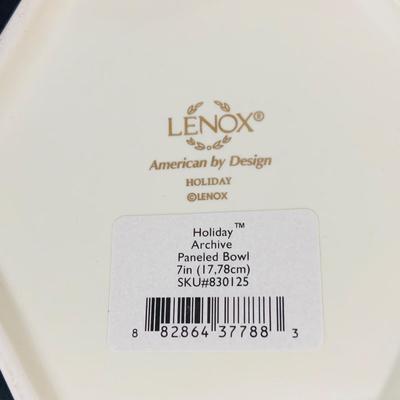 LENOX®
American by Design
HOLIDAY
©LENOX
Holiday™
Archive
Paneled Bowl
7in (17,78cm)
SKU#830125
8 82864 37788 3